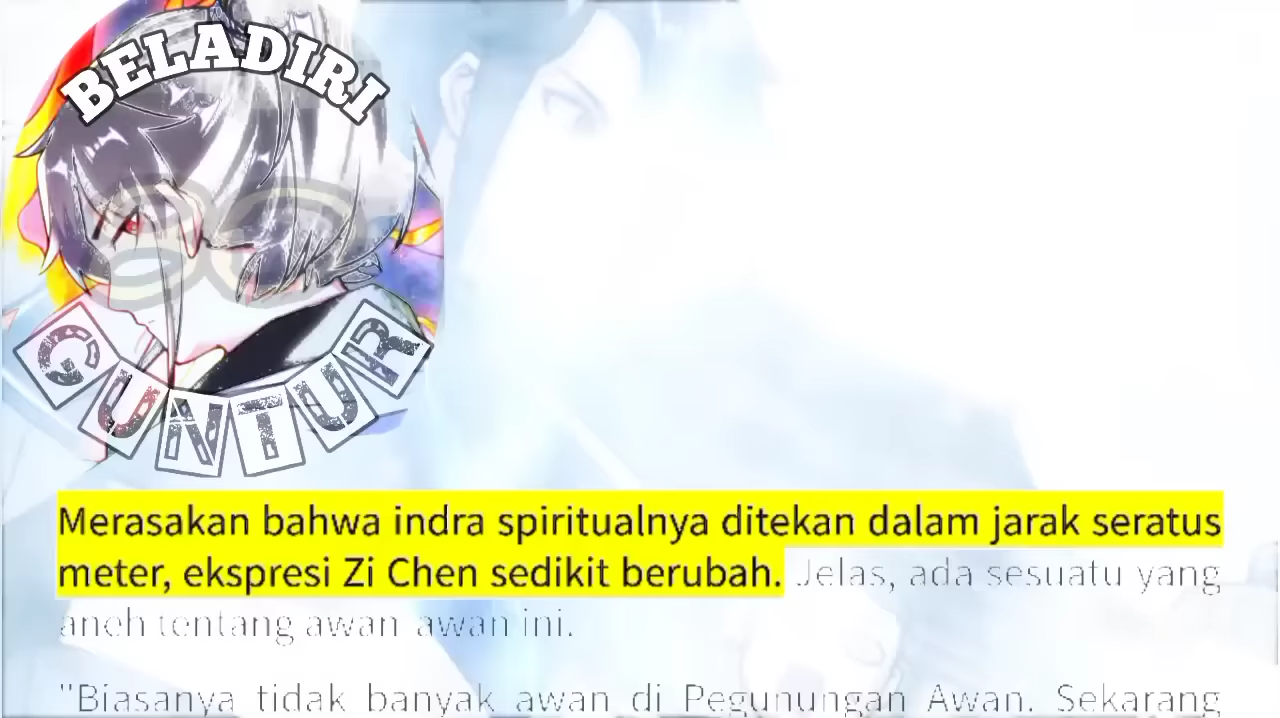 BELADIRI
GUNTUR
Merasakan bahwa indra spiritualnya ditekan dalam jarak seratus
meter, ekspresi Zi Chen sedikit berubah. Jelas, ada sesuatu yang
aneh tentang awan-awan ini.
"Biasanya tidak banyak awan di Pegunungan Awan. Sekarang